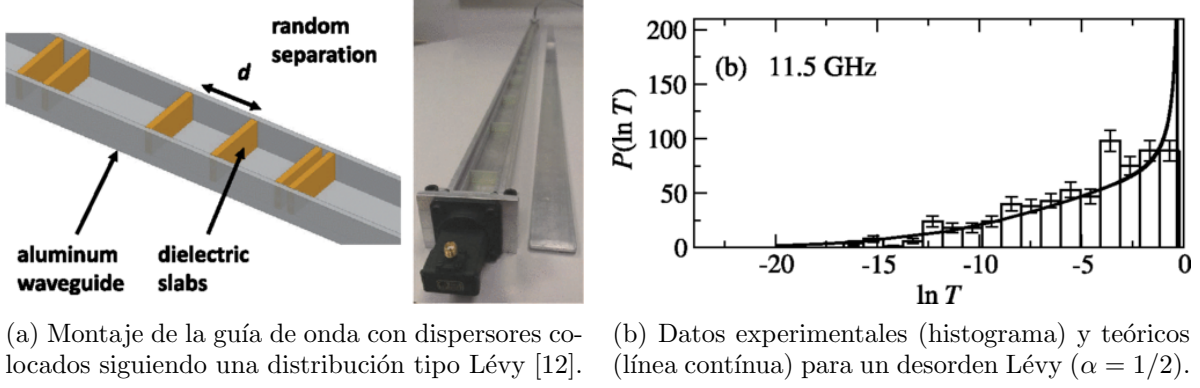 random
separation
d
aluminum
waveguide
dielectric
slabs
(b) 11.5 GHz
P(ln T)
200
150
100
50
0
-20
-15
-10
-5
0
ln T
(a) Montaje de la guía de onda con dispersores co-
locados siguiendo una distribución tipo Lévy [12].
(b) Datos experimentales (histograma) y teóricos
(línea contínua) para un desorden Lévy (α = 1/2).